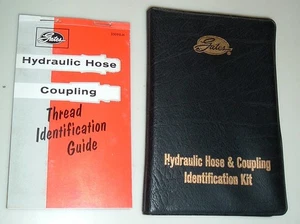 Gates
Hydraulic Hose
Coupling
Thread
Identification
Guide
Gates
Hydraulic Hose & Coupling
Identification Kit